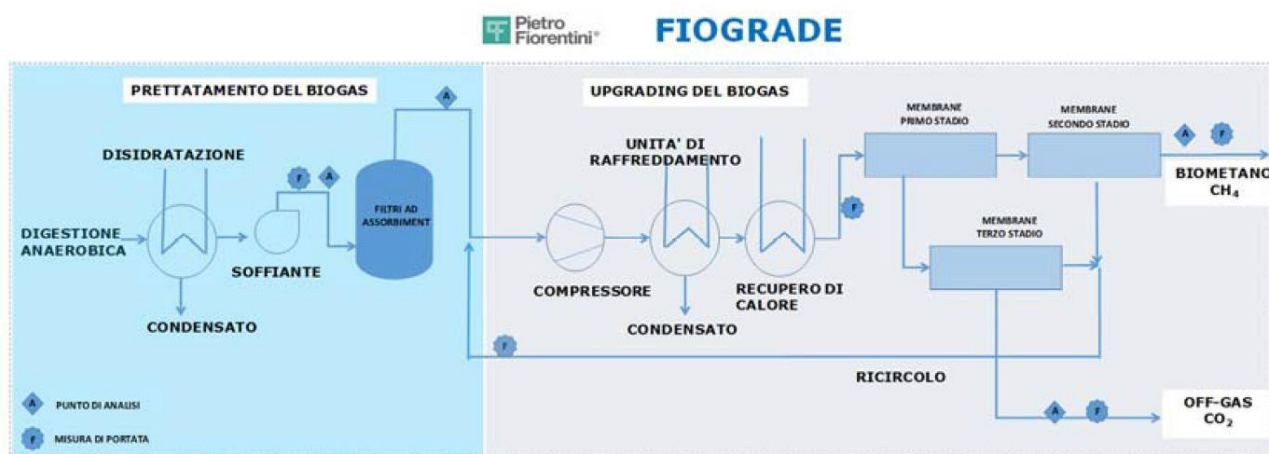 Pietro
Fiorentini®
FIOGRADE
PRETTATAMENTO DEL BIOGAS
UPGRADING DEL BIOGAS
A
MEMBRANE
PRIMO STADIO
MEMBRANE
SECONDO STADIO
DISIDRATAZIONE
UNITA' DI
RAFFREDDAMENTO
A
F
BIOMETANO
CH4
F
A
FILTRI AD
ASSORBIMENT
F
DIGESTIONE
ANAEROBICA
MEMBRANE
TERZO STADIO
SOFFIANTE
COMPRESSORE
RECUPERO DI
CALORE
CONDENSATO
CONDENSATO
F
RICIRCOLO
A
PUNTO DI ANALISI
F
MISURA DI PORTATA
A
F
OFF-GAS
CO2